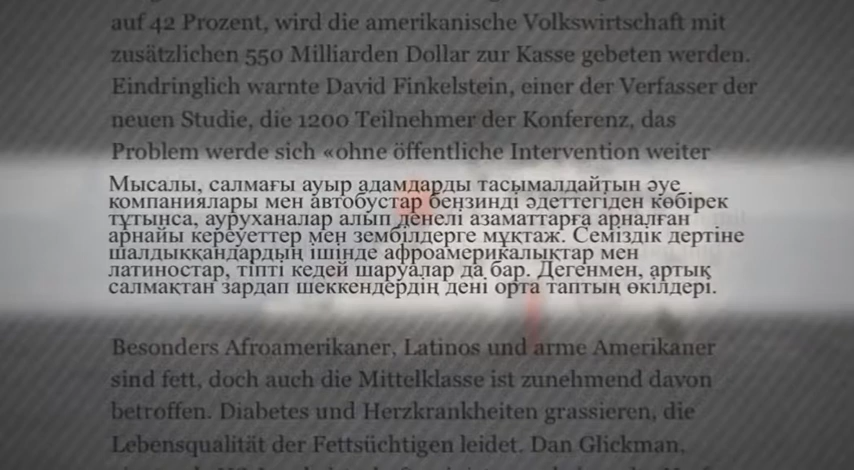 auf 42 Prozent, wird die amerikanische Volkswirtschaft mit
zusätzlichen 550 Milliarden Dollar zur Kasse gebeten werden.
Eindringlich warnte David Finkelstein, einer der Verfasser der
neuen Studie, die 1200 Teilnehmer der Konferenz, das
Problem werde sich «ohne öffentliche Intervention weiter
Мысалы, салмағы ауыр адамдарды тасымалдайтын әуе
компаниялары мен автобустар бензинді әдеттегіден көбірек
тұтынса, ауруханалар алып денелі азаматтарға арналған
арнайы кереуеттер мен зембілдерге мұқтаж. Семіздік дертіне
шалдыққандардың ішінде афроамерикалықтар мен
латиностар, тіпті кедей шаруалар да бар. Дегенмен, артық
салмақтан зардап шеккендердің дені орта таптың өкілдері.
Besonders Afroamerikaner, Latinos und arme Amerikaner
sind fett, doch auch die Mittelklasse ist zunehmend davon
betroffen. Diabetes und Herzkrankheiten grassieren, die
Lebensqualität der Fettsüchtigen leidet. Dan Glickman,